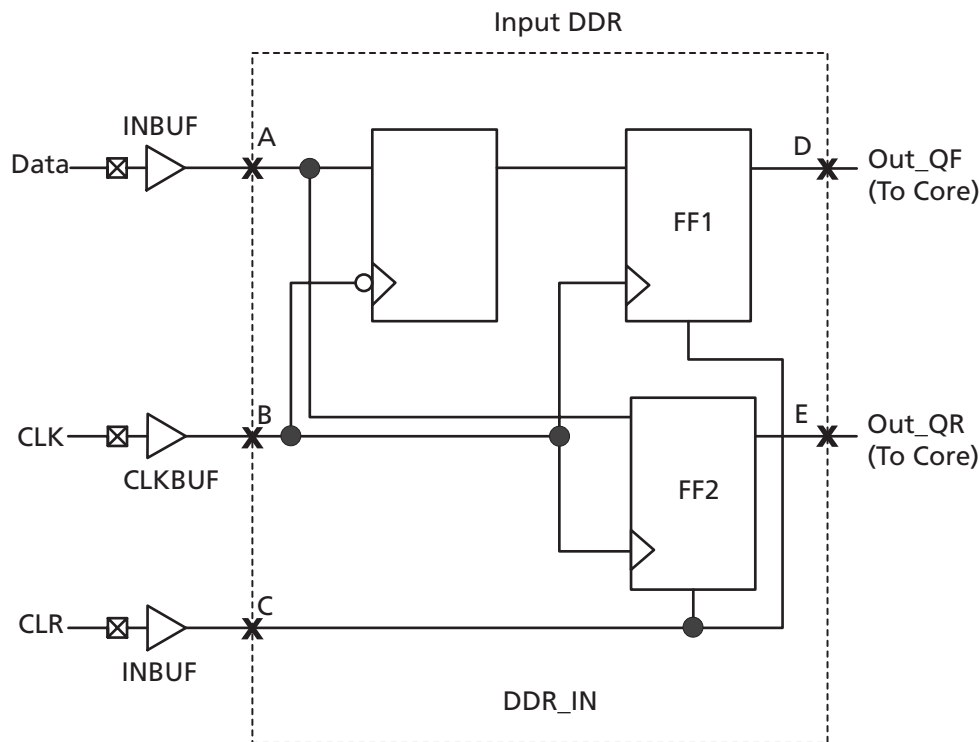 Input DDR
INBUF
A
D
Data
Out_QF
(To Core)
FF1
B
E
CLK
Out_QR
(To Core)
CLKBUF
FF2
C
CLR
INBUF
DDR_IN